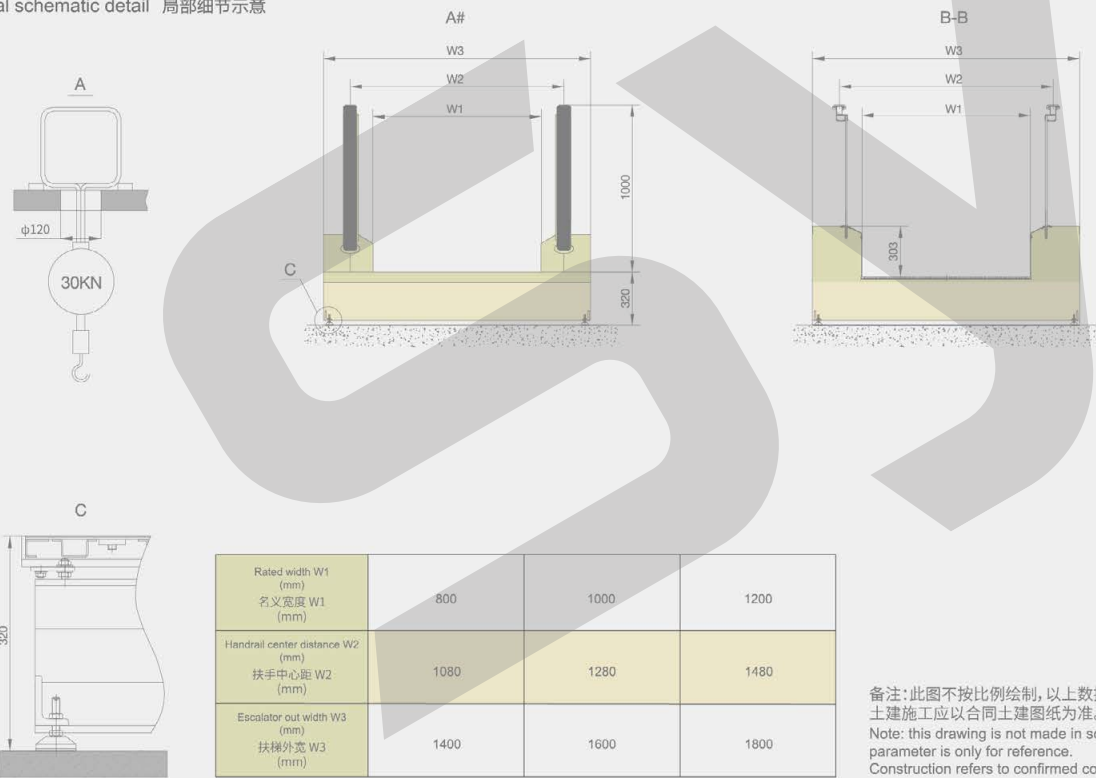 schematic detail 局部细节示意
A#
B-B
W3
W3
A
W2
W2
W1
W1
1000
φ120
303
C
30KN
320
C
320
Rated width W1
(mm)
名义宽度 W1
(mm)
800
1000
1200
Handrail center distance W2
(mm)
扶手中心距 W2
(mm)
1080
1280
1480
Escalator out width W3
(mm)
扶梯外宽 W3
(mm)
1400
1600
1800
备注：此图不按比例绘制，以上数
土建施工应以合同土建图纸为准
Note: this drawing is not made in
parameter is only for reference.
Construction refers to confirmed
SY